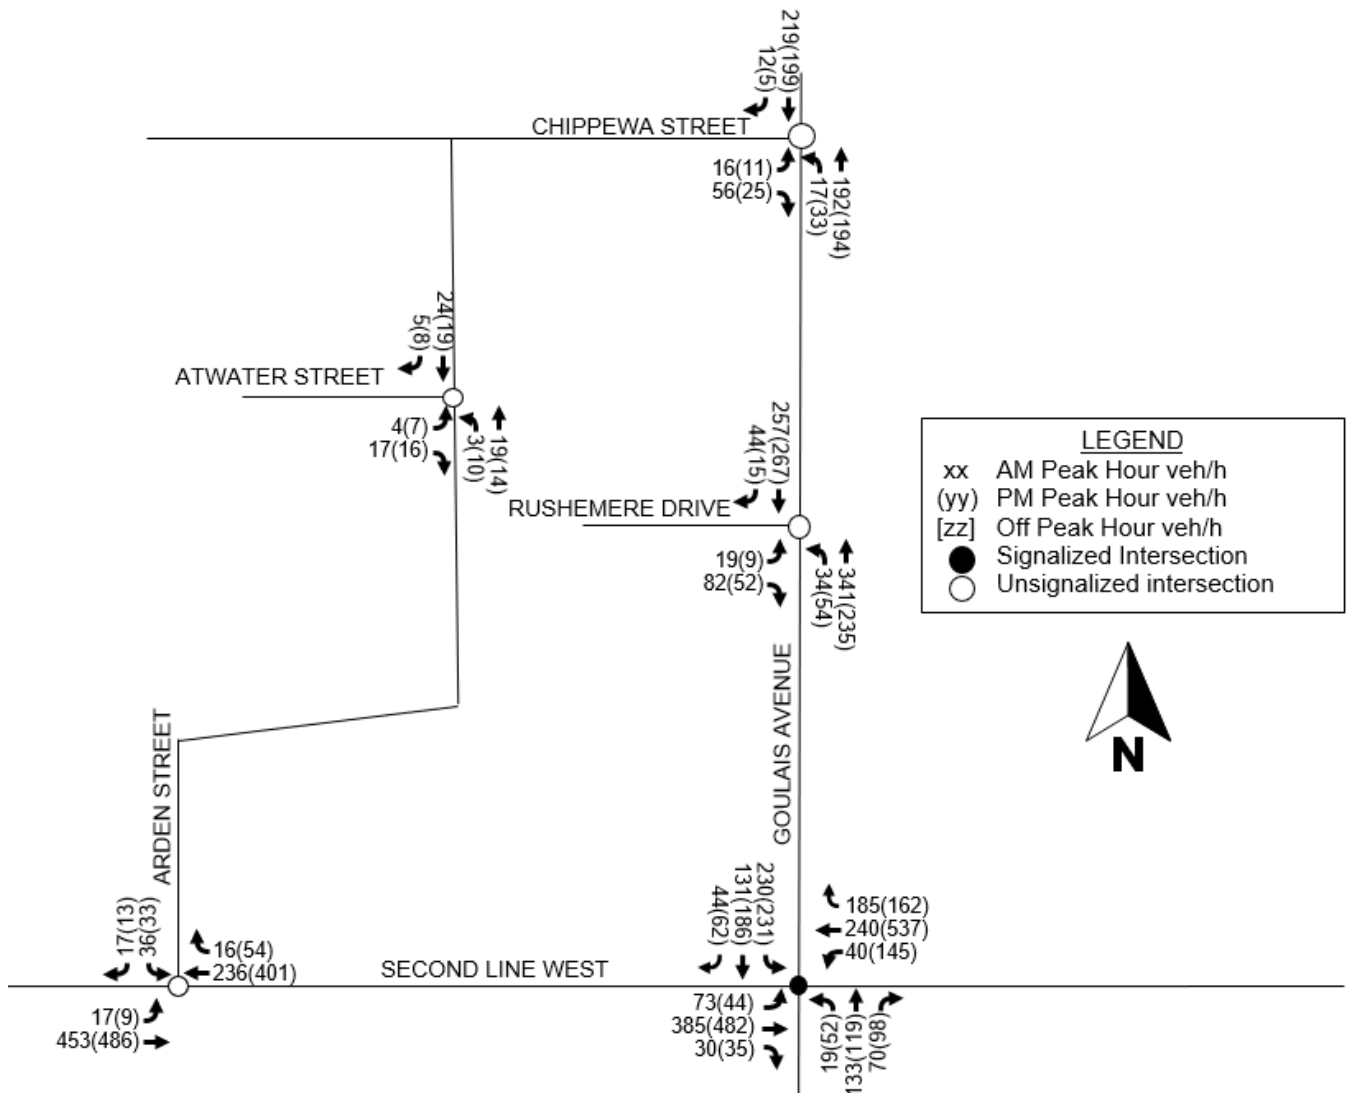 219(199)
12(5)
CHIPPEWA STREET
16(11)
56(25)
192(194)
17(33)
24(19)
5(8)
ATWATER STREET
4(7)
17(16)
19(14)
3(10)
257(267)
44(15)
RUSHEMERE DRIVE
19(9)
82(52)
341(235)
34(54)
LEGEND
xx AM Peak Hour veh/h
(yy) PM Peak Hour veh/h
[zz] Off Peak Hour veh/h
Signalized Intersection
Unsignalized intersection
N
GOULAIS AVENUE
ARDEN STREET
17(13)
36(33)
16(54)
236(401)
17(9)
453(486)
SECOND LINE WEST
230(231)
131(186)
44(62)
185(162)
240(537)
40(145)
73(44)
385(482)
30(35)
19(52)
133(119)
70(98)